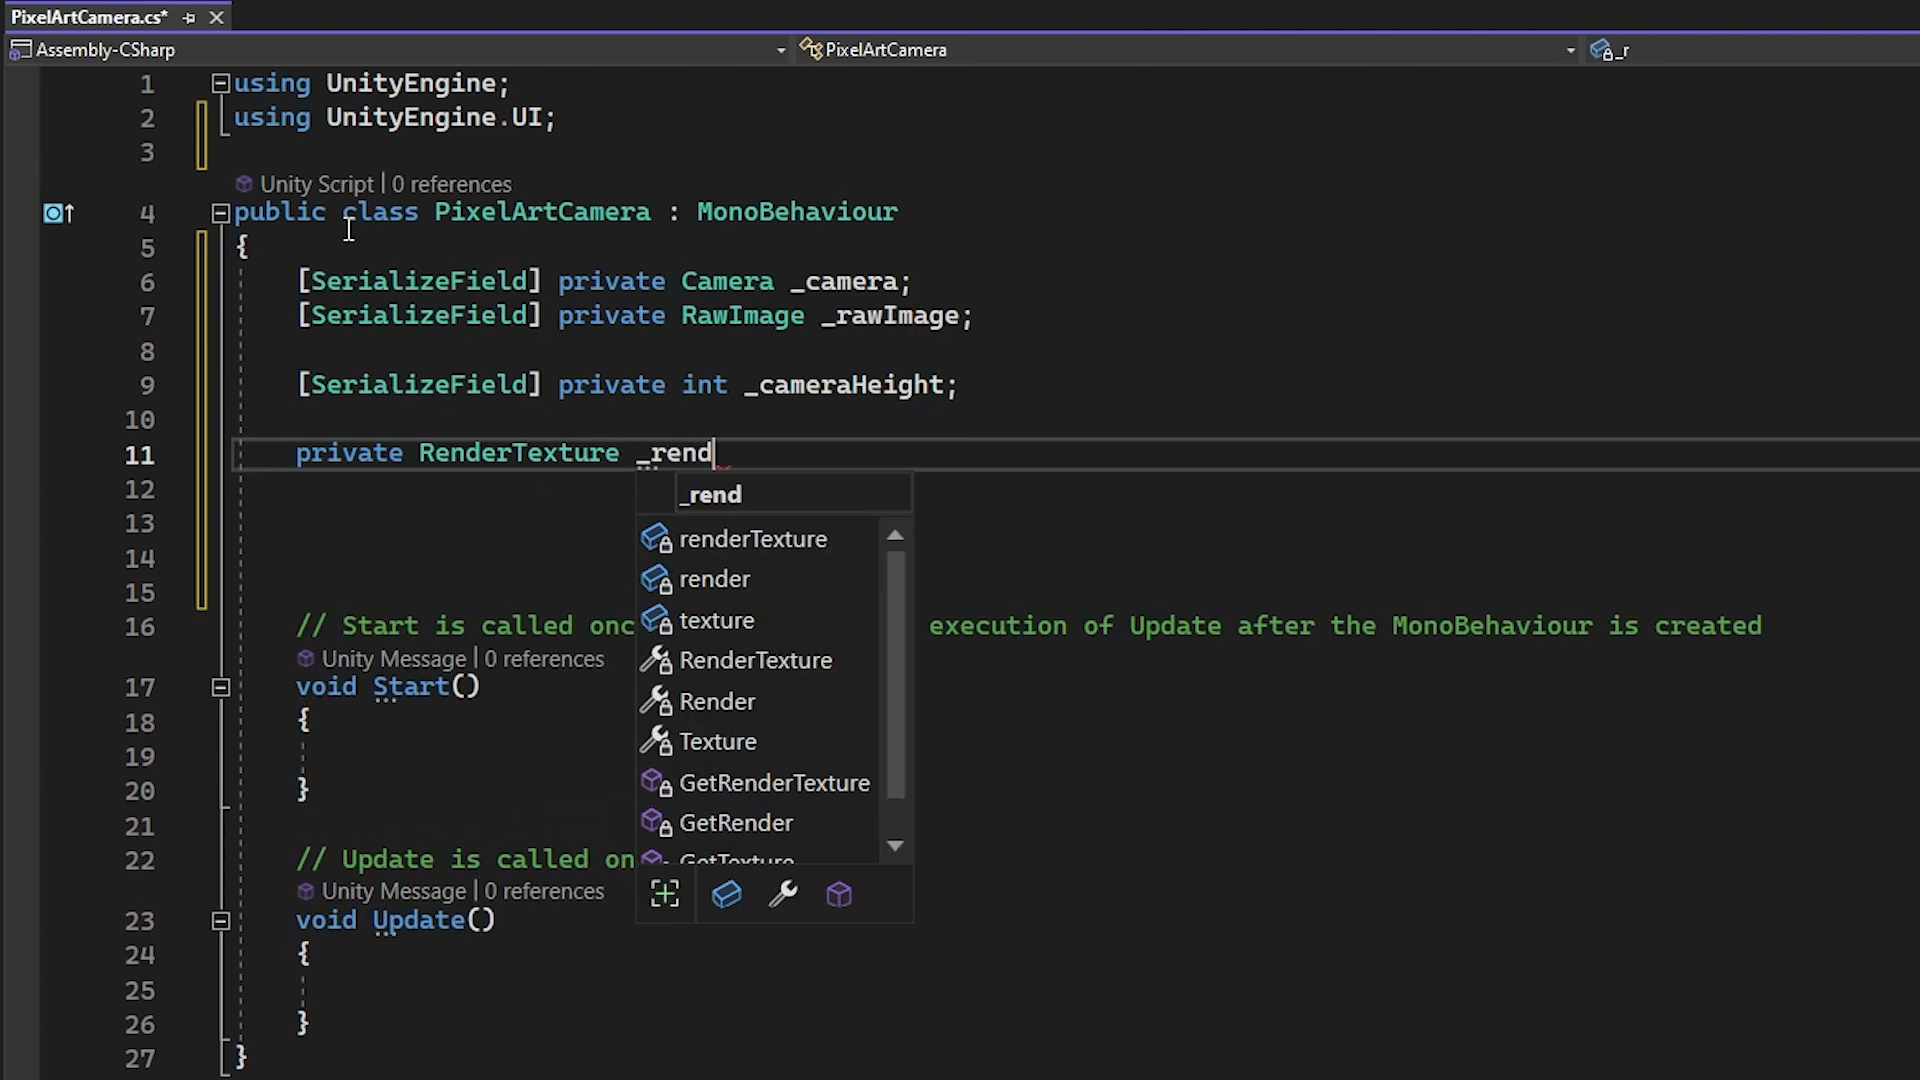 PixelArtCamera.cs*
Assembly-CSharp PixelArtCamera _r
1 using UnityEngine;
2 using UnityEngine.UI;
3
Unity Script | 0 references
4 public class PixelArtCamera : MonoBehaviour
5 {
6 [SerializeField] private Camera _camera;
7 [SerializeField] private RawImage _rawImage;
8
9 [SerializeField] private int _cameraHeight;
10
11 private RenderTexture _rend
12 _rend
13 renderTexture
14 render
15 texture
16 // Start is called onc execution of Update after the MonoBehaviour is created
Unity Message | 0 references RenderTexture
17 void Start() Render
18 { Texture
19 GetRenderTexture
20 } GetRender
21
22 // Update is called on GetTexture
Unity Message | 0 references
23 void Update()
24 {
25
26 }
27 }